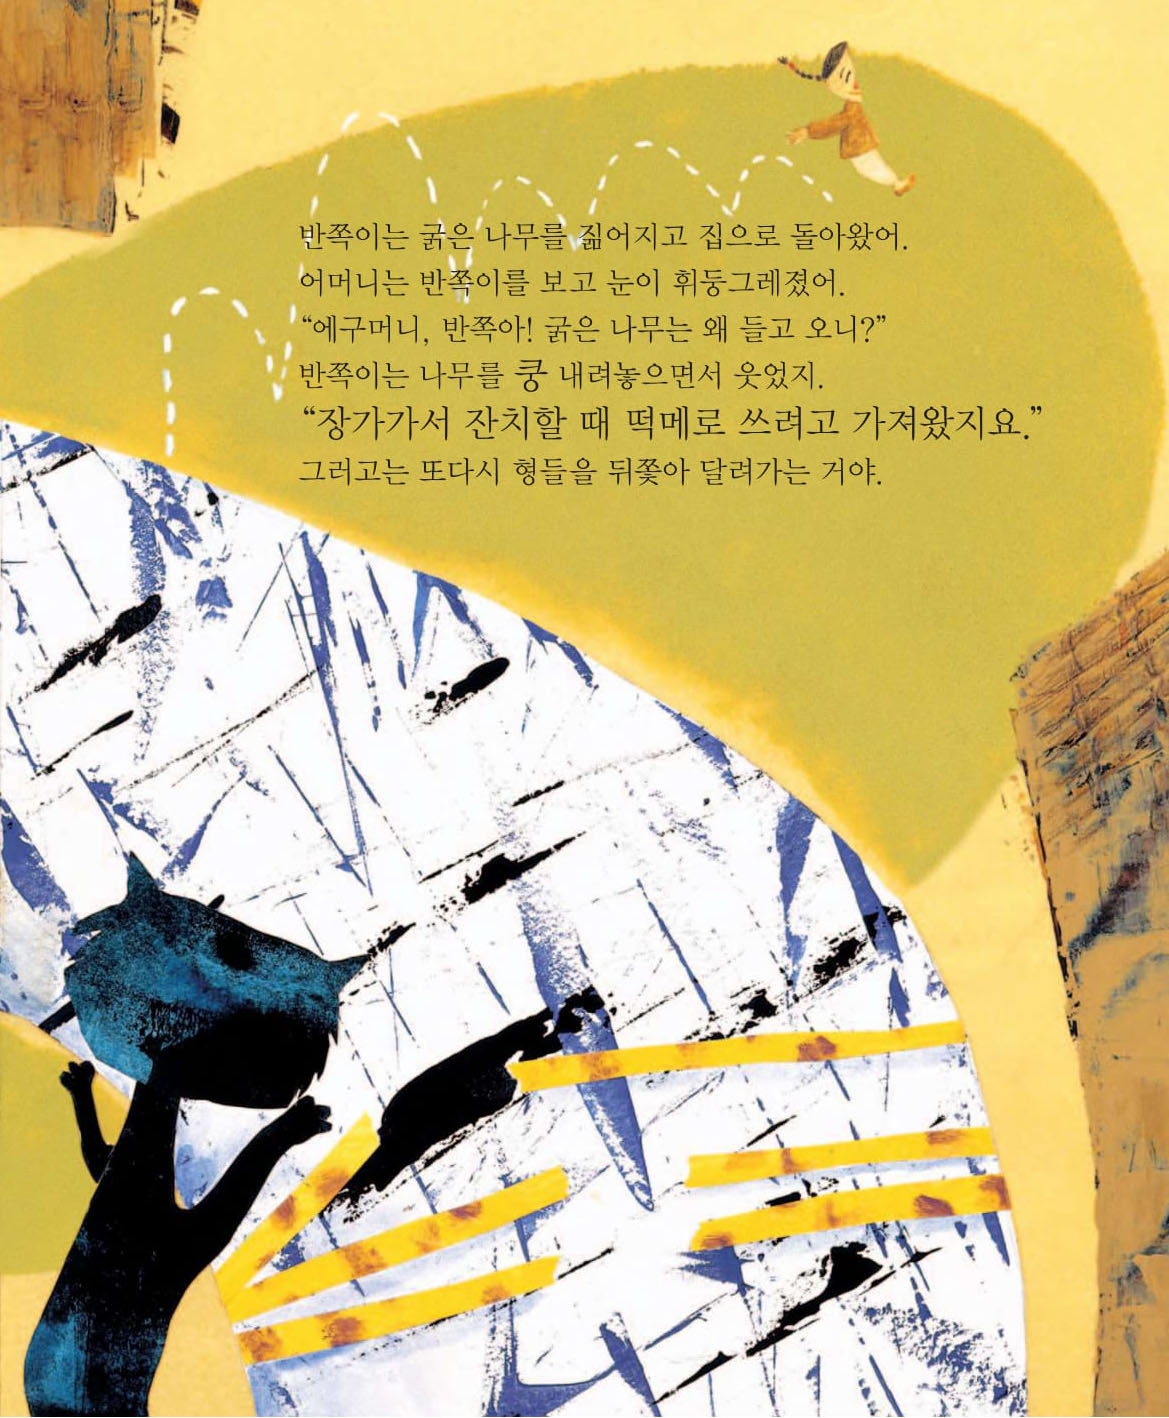 반쪽이는 굵은 나무를 짊어지고 집으로 돌아왔어.
어머니는 반쪽이를 보고 눈이 휘둥그레졌어.
“에구머니, 반쪽아! 굵은 나무는 왜 들고 오니?”
반쪽이는 나무를 쿵 내려놓으면서 웃었지.
“장가가서 잔치할 때 떡메로 쓰려고 가져왔지요.”
그러고는 또다시 형들을 뒤쫓아 달려가는 거야.